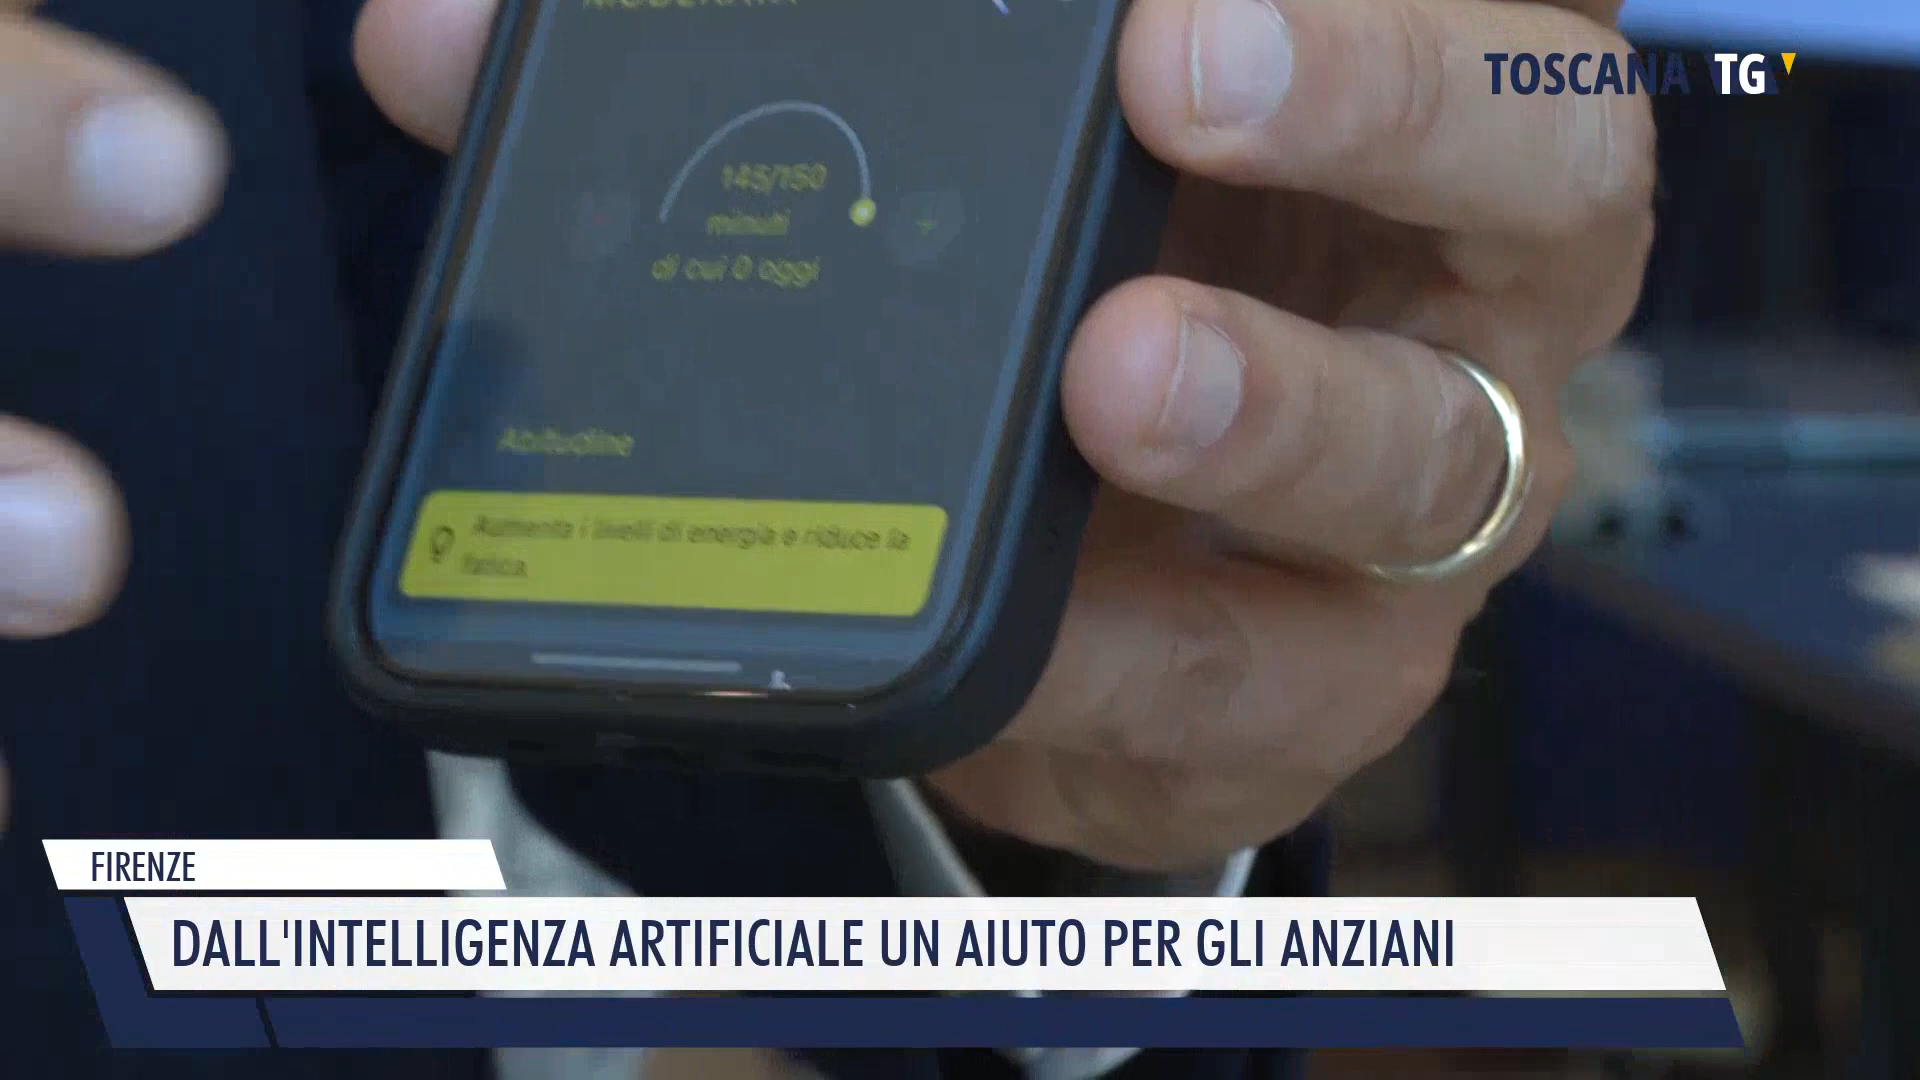 TOSCANA TG
145/150
minuti
di cui 0 oggi
Abitudine
Aumenta i livelli di energia e riduce la
fatica
FIRENZE
DALL'INTELLIGENZA ARTIFICIALE UN AIUTO PER GLI ANZIANI